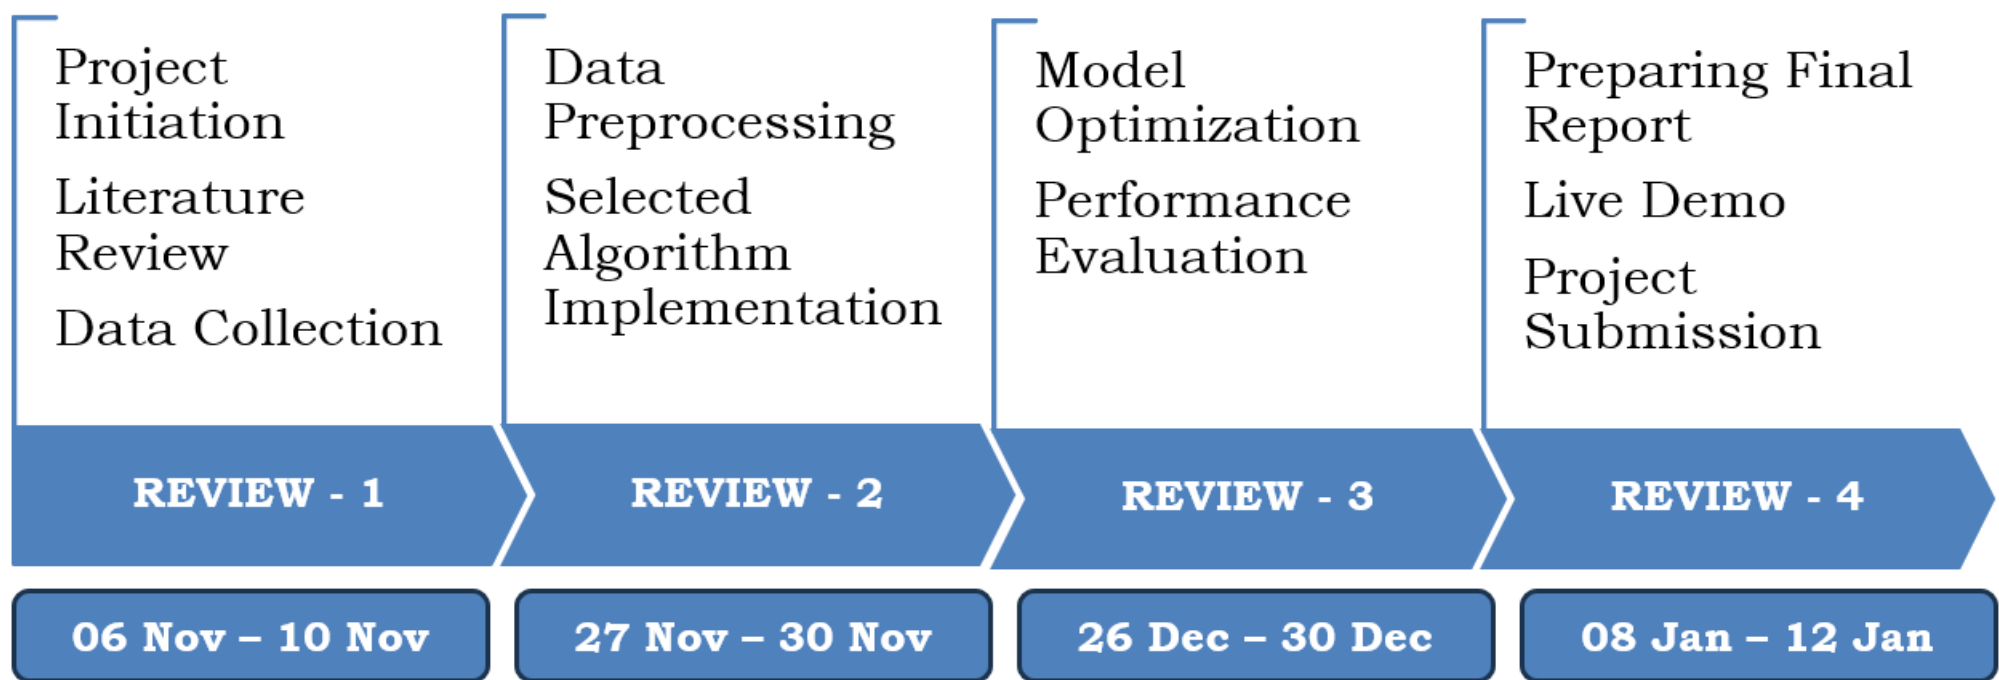 Project
Initiation
Literature
Review
Data Collection
Data
Preprocessing
Selected
Algorithm
Implementation
Model
Optimization
Performance
Evaluation
Preparing Final
Report
Live Demo
Project
Submission
REVIEW - 1
REVIEW - 2
REVIEW - 3
REVIEW - 4
06 Nov – 10 Nov
27 Nov – 30 Nov
26 Dec – 30 Dec
08 Jan – 12 Jan